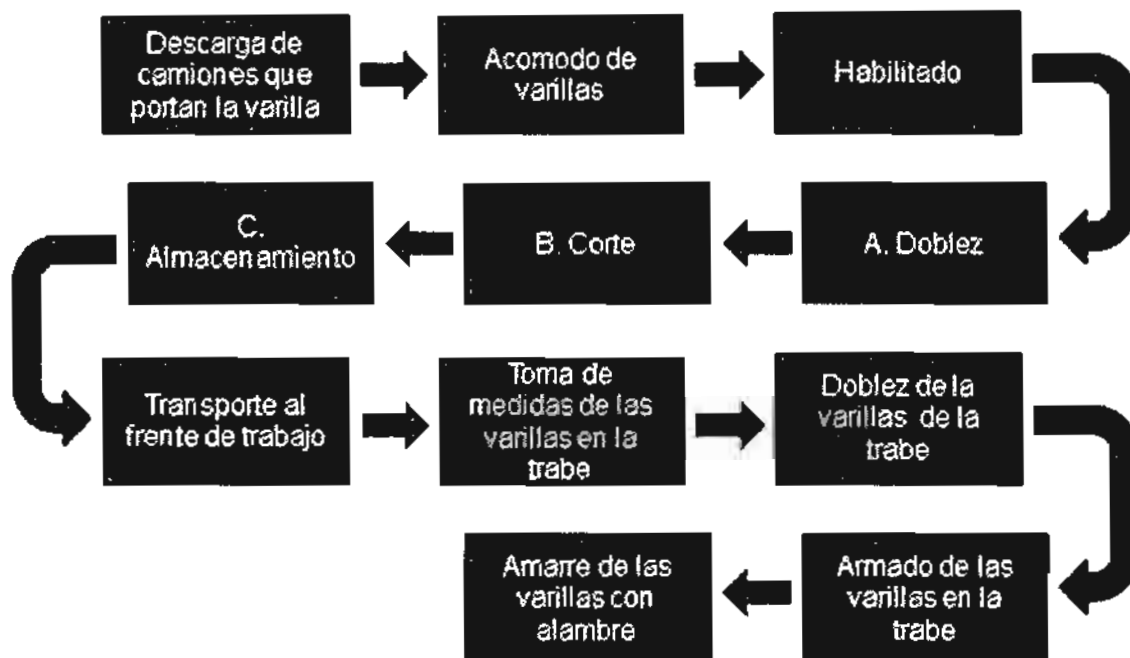 Descarga de
camiones que
portan la varilla
Acomodo de
varillas
Habilitado
A. Doblez
B. Corte
C.
Almacenamiento
Transporte al
frente de trabajo
Toma de
medidas de las
varillas en la
trabe
Doblez de la
varillas de la
trabe
Armado de las
varillas en la
trabe
Amarre de las
varillas con
alambre